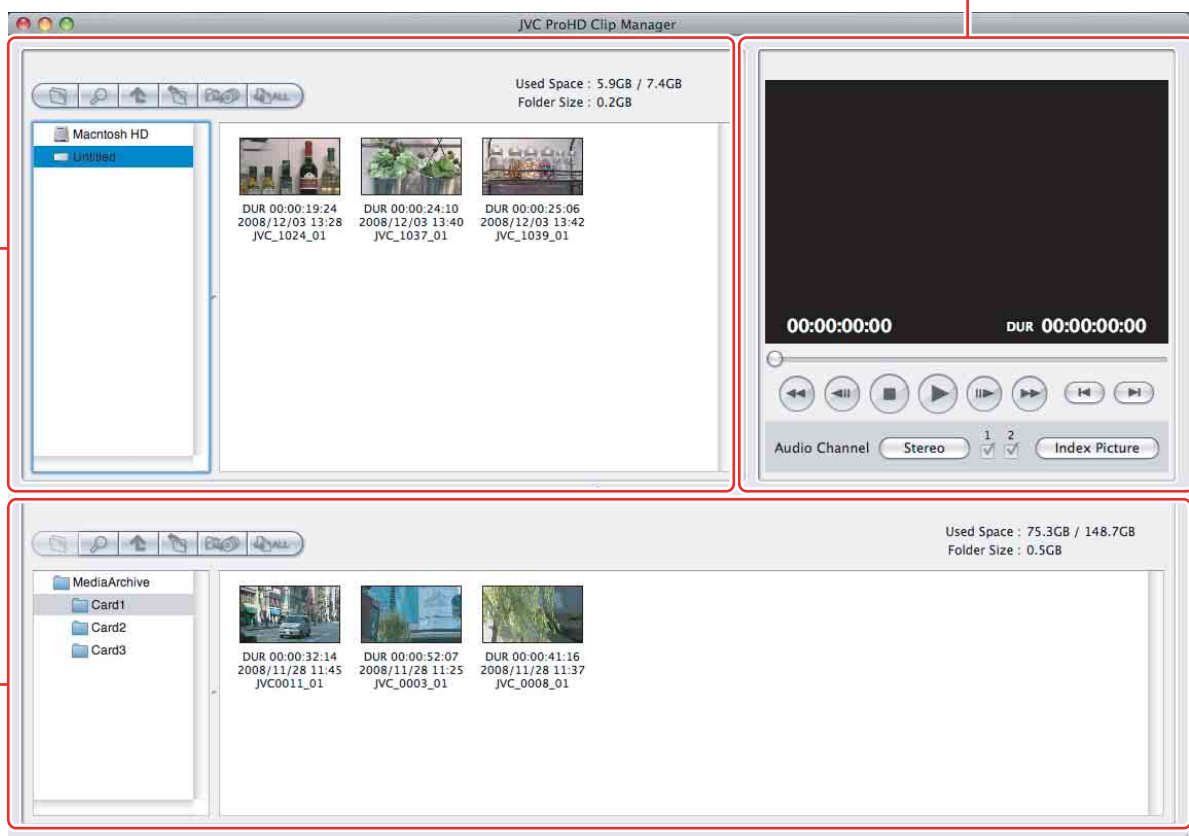 JVC ProHD Clip Manager
Used Space : 5.9GB / 7.4GB
Folder Size : 0.2GB
ALL
Macntosh HD
Untitled
DUR 00:00:19:24
2008/12/03 13:28
JVC_1024_01
DUR 00:00:24:10
2008/12/03 13:40
JVC_1037_01
DUR 00:00:25:06
2008/12/03 13:42
JVC_1039_01
00:00:00:00
DUR 00:00:00:00
Audio Channel
Stereo
1 2
Index Picture
Used Space : 75.3GB / 148.7GB
Folder Size : 0.5GB
ALL
MediaArchive
Card1
Card2
Card3
DUR 00:00:32:14
2008/11/28 11:45
JVC0011_01
DUR 00:00:52:07
2008/11/28 11:25
JVC_0003_01
DUR 00:00:41:16
2008/11/28 11:37
JVC_0008_01